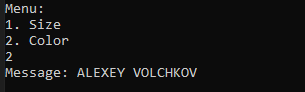 Menu:
1. Size
2. Color
2
Message: ALEXEY VOLCHKOV